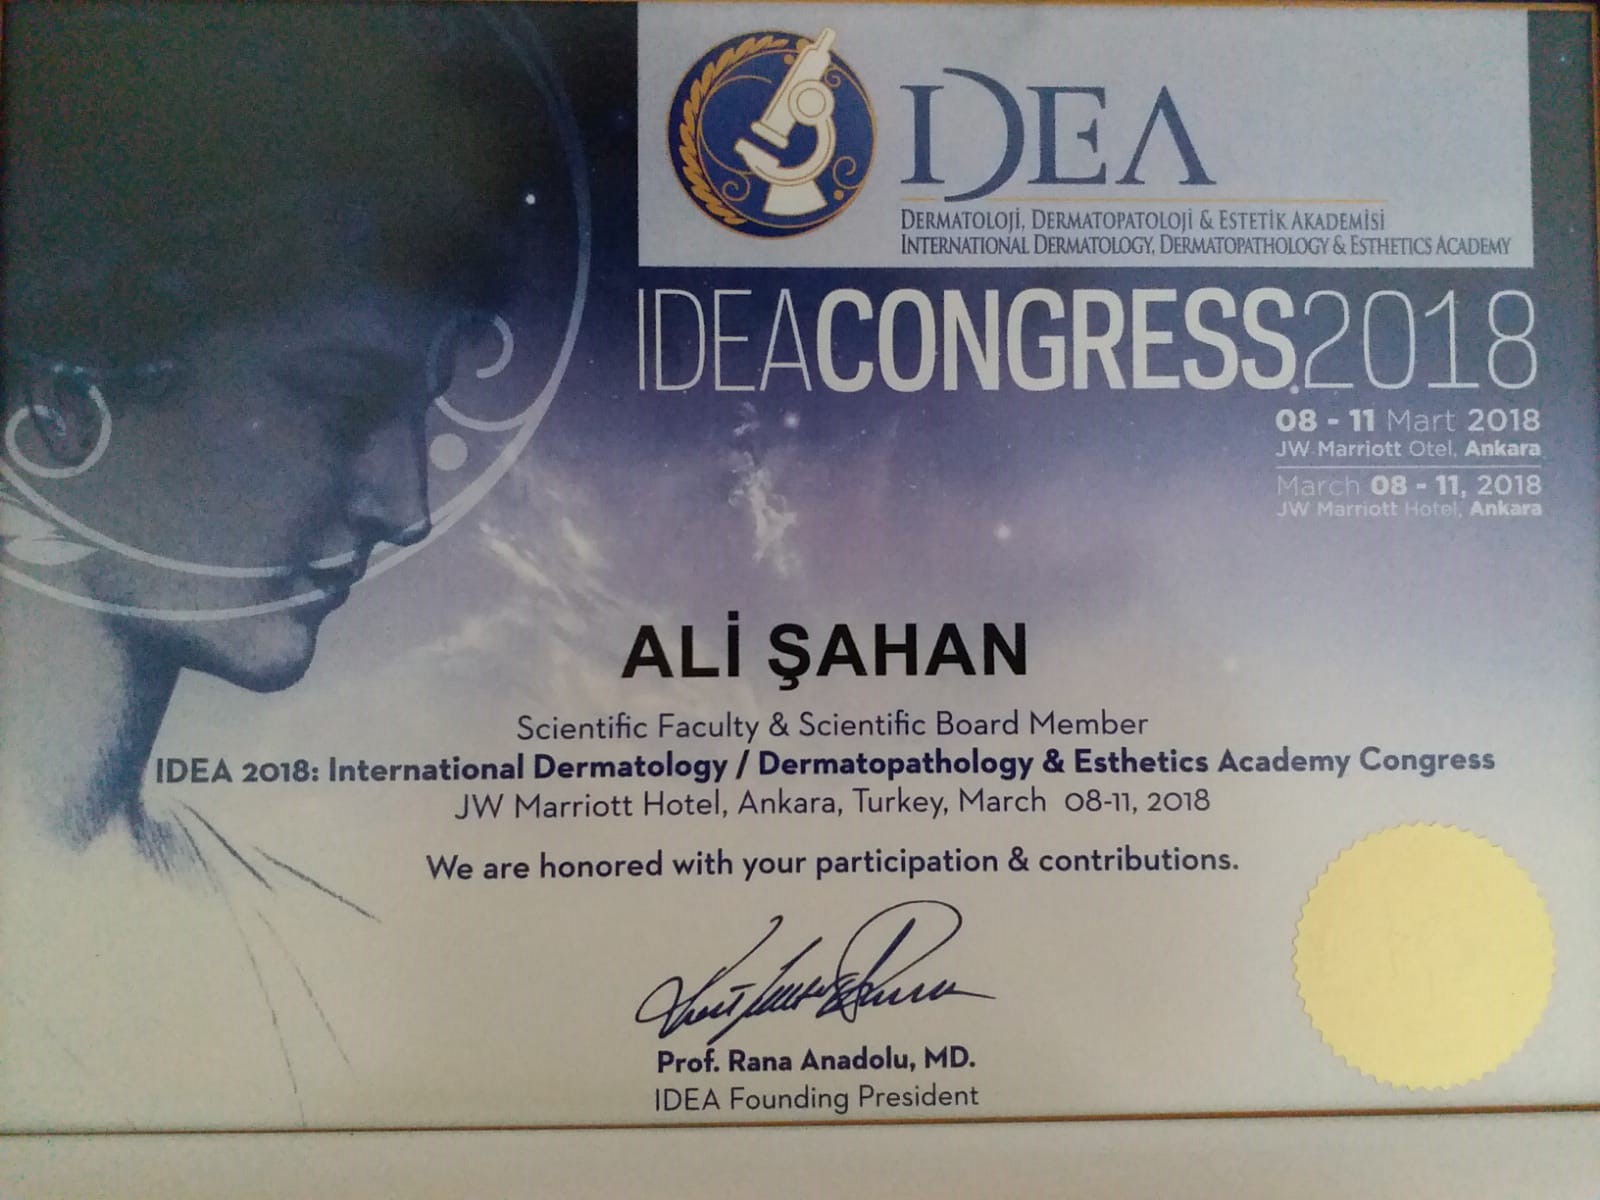 IDEA
DERMATOLOJİ, DERMATOPATOLOJİ & ESTETİK AKADEMİSİ
INTERNATIONAL DERMATOLOGY, DERMATOPATHOLOGY & ESTHETICS ACADEMY
IDEACONGRESS2018
08 - 11 Mart 2018
JW Marriott Otel, Ankara
March 08 - 11, 2018
JW Marriott Hotel, Ankara
ALİ ŞAHAN
Scientific Faculty & Scientific Board Member
IDEA 2018: International Dermatology / Dermatopathology & Esthetics Academy Congress
JW Marriott Hotel, Ankara, Turkey, March 08-11, 2018
We are honored with your participation & contributions.
Prof. Rana Anadolu, MD.
IDEA Founding President